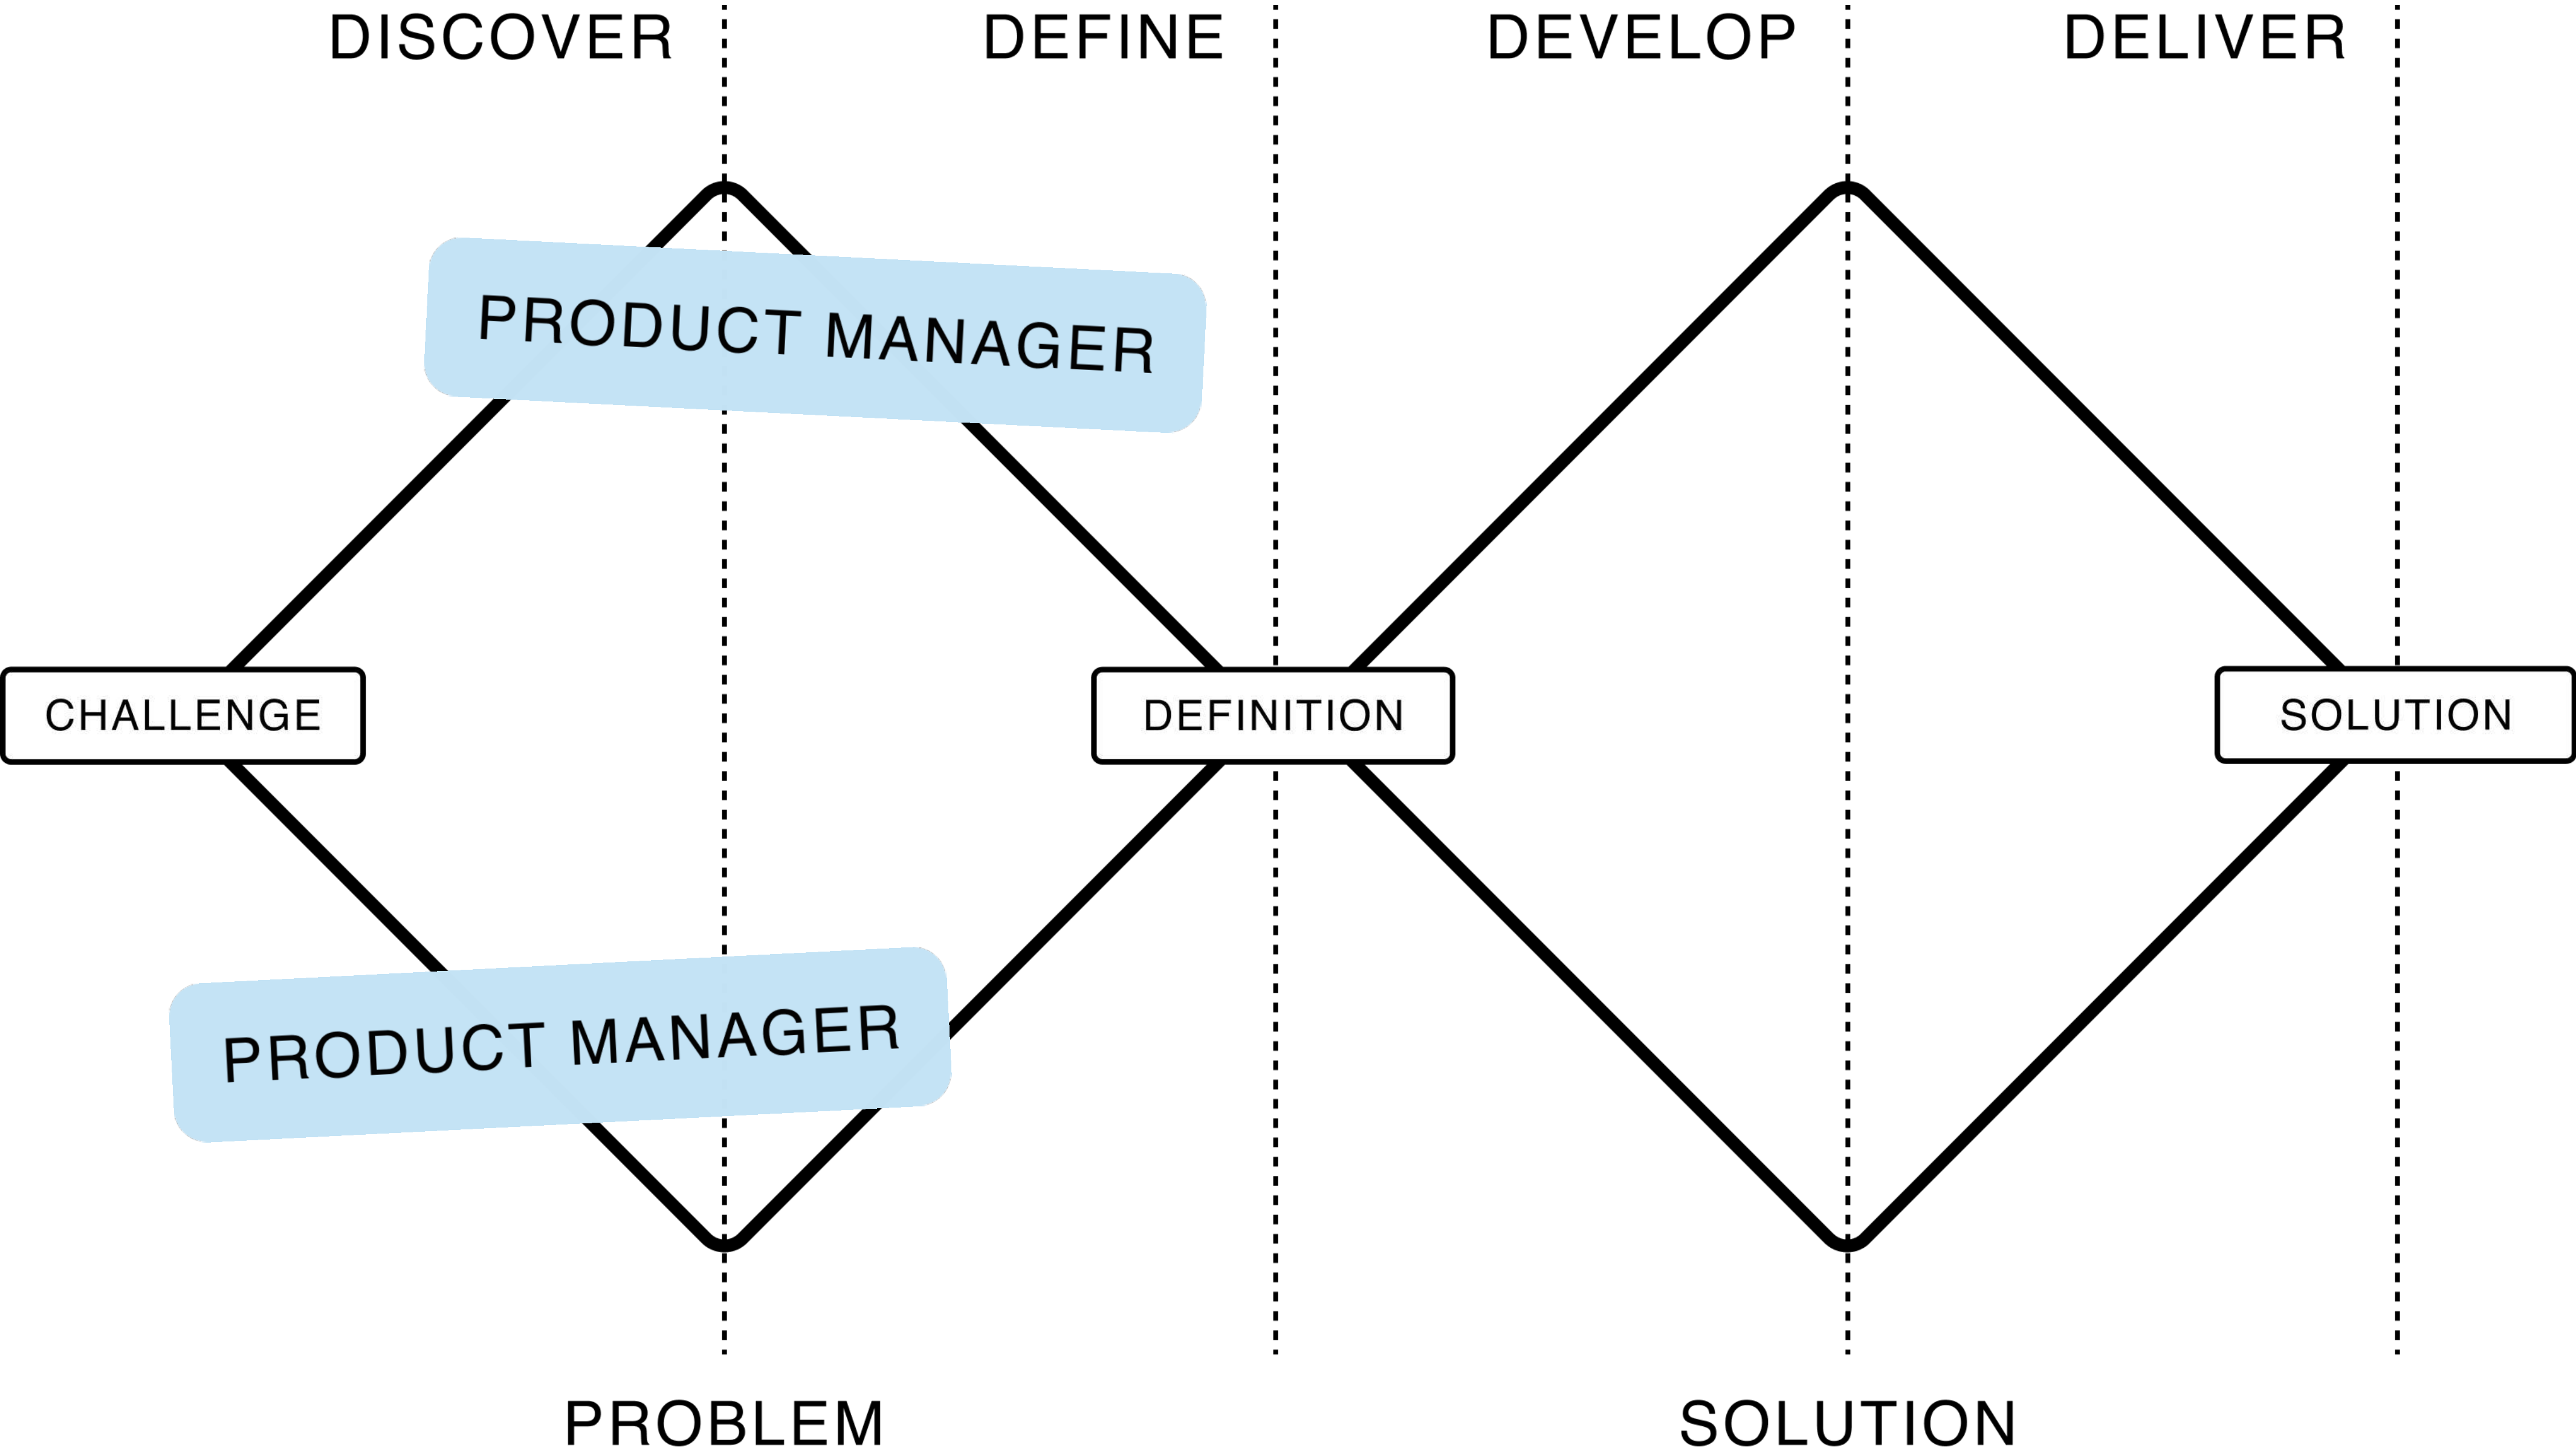 DISCOVER
DEFINE
DEVELOP
DELIVER
PRODUCT MANAGER
CHALLENGE
DEFINITION
SOLUTION
PRODUCT MANAGER
PROBLEM
SOLUTION